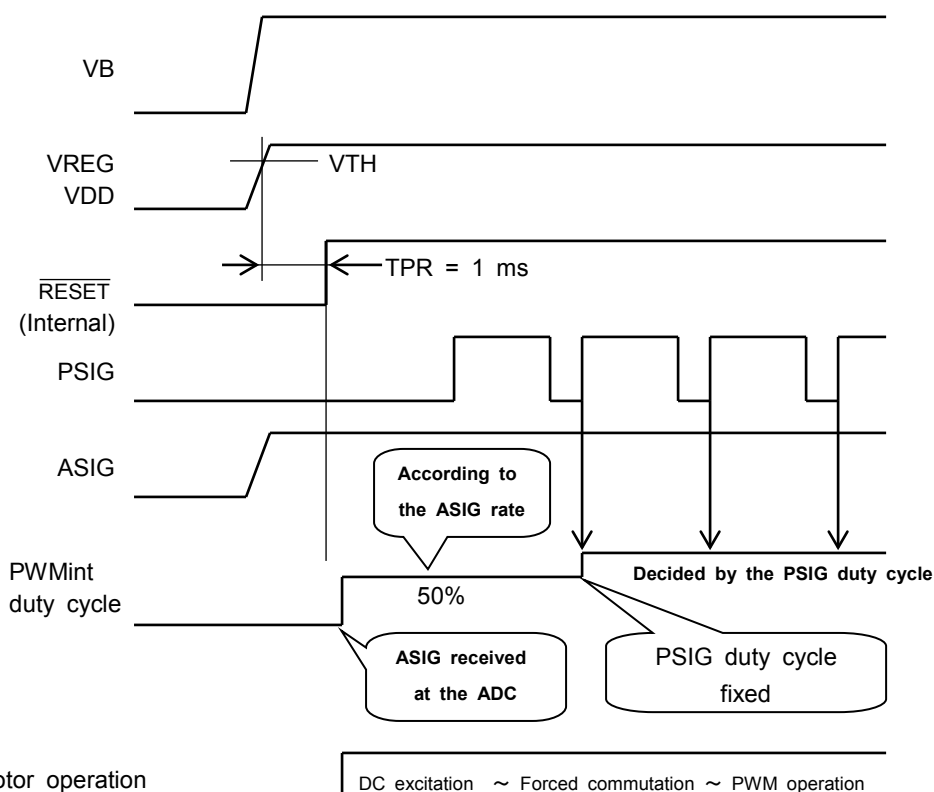 VB
VREG
VTH
VDD
TPR = 1 ms
RESET
(Internal)
PSIG
ASIG
According to
the ASIG rate
PWMint
duty cycle
50%
Decided by the PSIG duty cycle
ASIG received
at the ADC
PSIG duty cycle
fixed
otor operation
DC excitation ～ Forced commutation ～ PWM operation